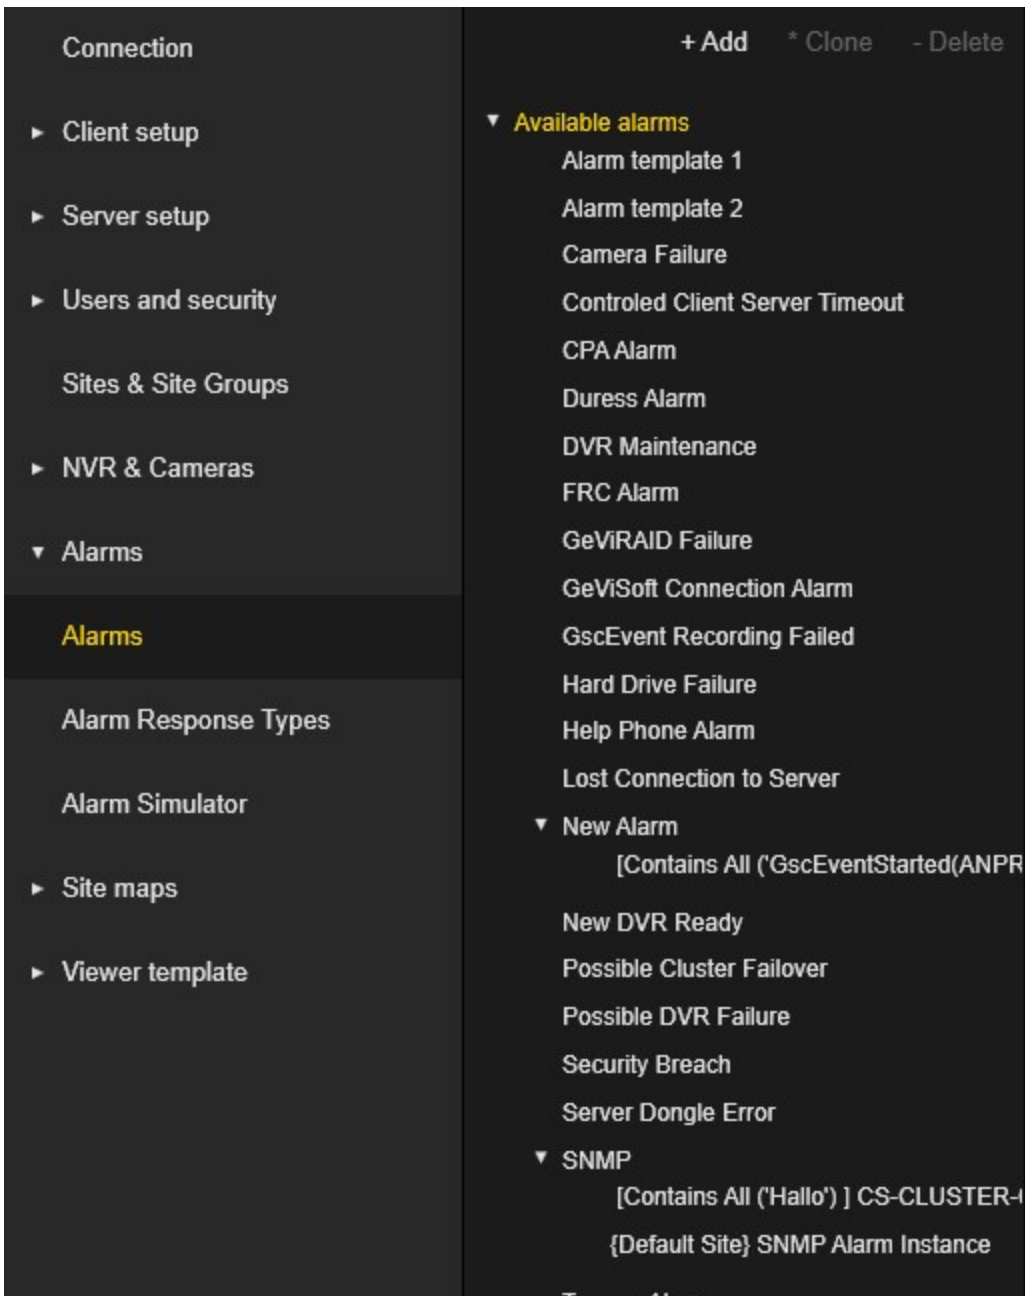 Connection
Client setup
Server setup
Users and security
Sites & Site Groups
NVR & Cameras
Alarms
Alarms
Alarm Response Types
Alarm Simulator
Site maps
Viewer template
+ Add * Clone - Delete
Available alarms
Alarm template 1
Alarm template 2
Camera Failure
Controled Client Server Timeout
CPA Alarm
Duress Alarm
DVR Maintenance
FRC Alarm
GeViRAID Failure
GeViSoft Connection Alarm
GscEvent Recording Failed
Hard Drive Failure
Help Phone Alarm
Lost Connection to Server
New Alarm
[Contains All ('GscEventStarted(ANPR
New DVR Ready
Possible Cluster Failover
Possible DVR Failure
Security Breach
Server Dongle Error
SNMP
[Contains All ('Hallo') ] CS-CLUSTER-
{Default Site} SNMP Alarm Instance